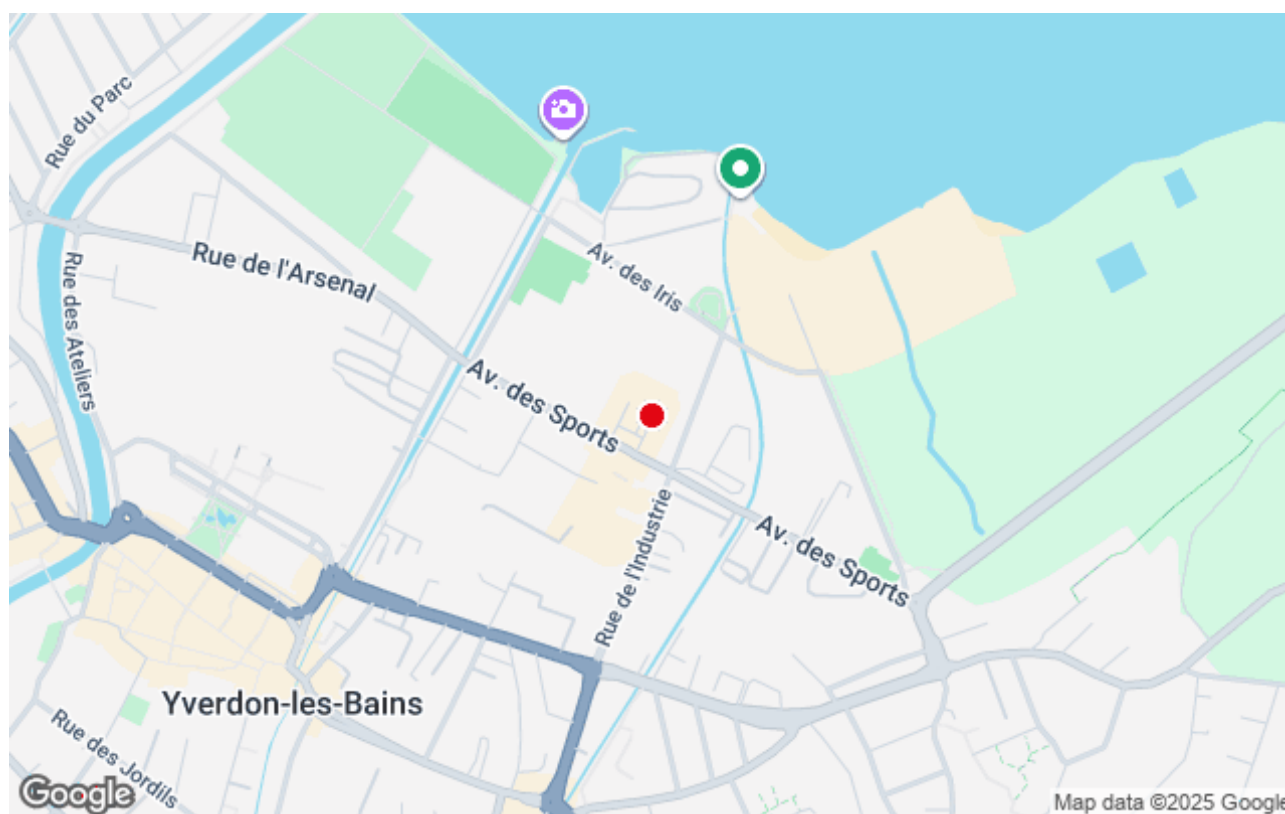 Rue du Parc
Rue de l'Arsenal
Rue des Ateliers
Av. des Iris
Av. des Sports
Rue de l'Industrie
Av. des Sports
Yverdon-les-Bains
Rue des Jordils
Google
Map data ©2025 Google